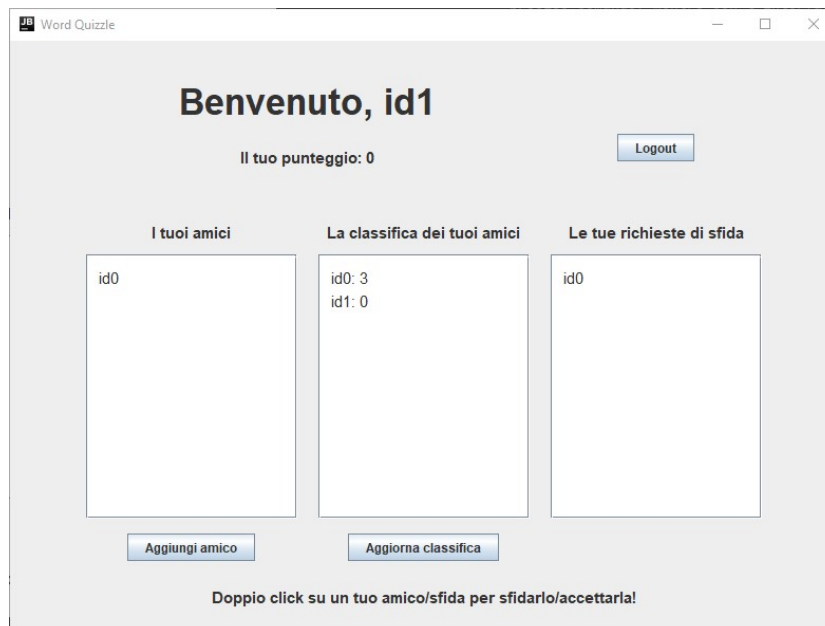 JB
Word Quizzle
Benvenuto, id1
Il tuo punteggio: 0
Logout
I tuoi amici
La classifica dei tuoi amici
Le tue richieste di sfida
id0
id0: 3
id1: 0
id0
Aggiungi amico
Aggiorna classifica
Doppio click su un tuo amico/sfida per sfidarlo/accettarla!